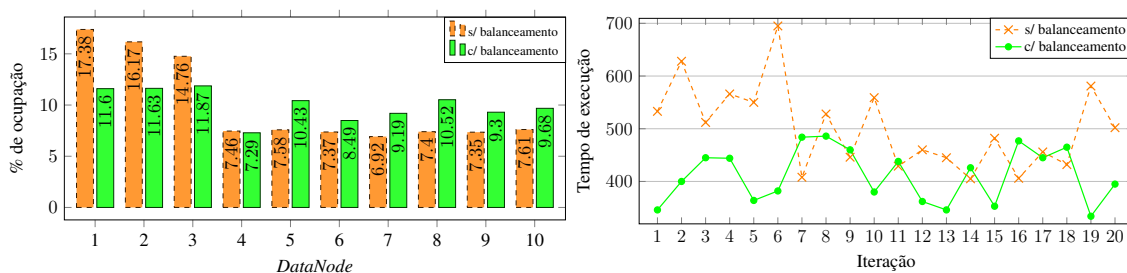 % de ocupação
15
10
5
0
s/ balanceamento
c/ balanceamento
17.38
11.6
16.17
11.63
14.76
11.87
7.46
7.29
7.58
10.43
7.37
8.49
6.92
9.19
7.4
10.52
7.35
9.3
7.61
9.68
1 2 3 4 5 6 7 8 9 10
DataNode
Tempo de execução
700
600
500
400
s/ balanceamento
c/ balanceamento
1 2 3 4 5 6 7 8 9 10 11 12 13 14 15 16 17 18 19 20
Iteração